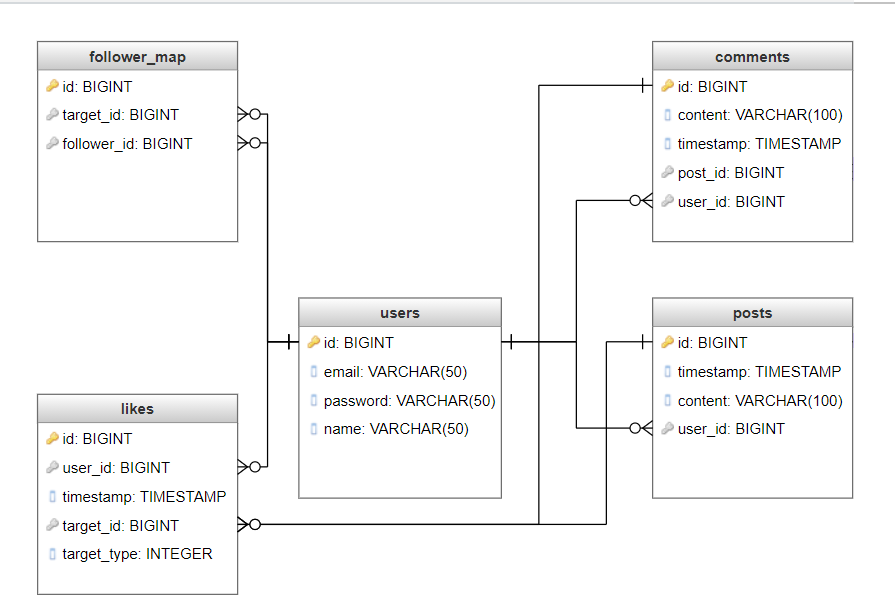 follower_map
id: BIGINT
target_id: BIGINT
follower_id: BIGINT
comments
id: BIGINT
content: VARCHAR(100)
timestamp: TIMESTAMP
post_id: BIGINT
user_id: BIGINT
users
id: BIGINT
email: VARCHAR(50)
password: VARCHAR(50)
name: VARCHAR(50)
posts
id: BIGINT
timestamp: TIMESTAMP
content: VARCHAR(100)
user_id: BIGINT
likes
id: BIGINT
user_id: BIGINT
timestamp: TIMESTAMP
target_id: BIGINT
target_type: INTEGER